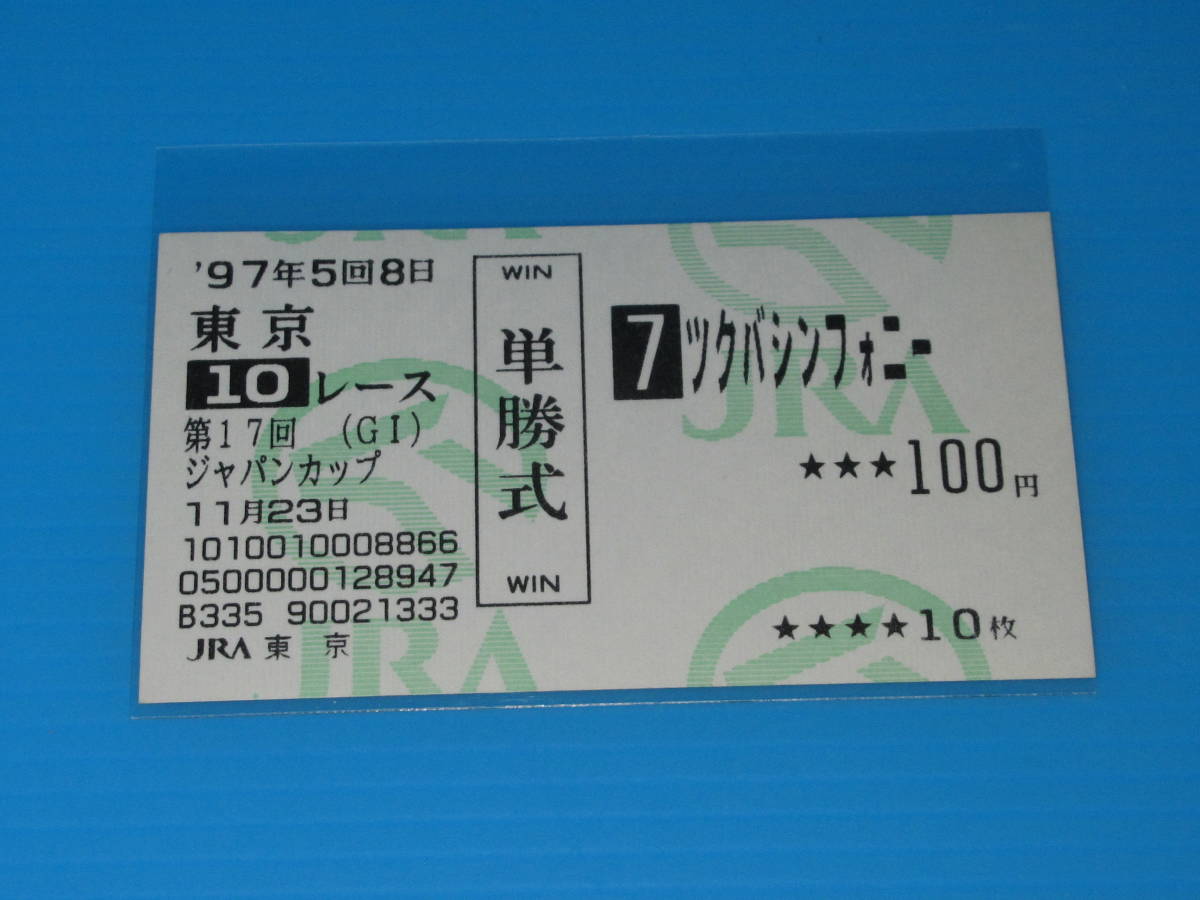 '97年5回8日
東京
10レース
第17回 (GI)
ジャパンカップ
11月23日
1010010008866
0500000128947
B335 90021333
JRA 東京
WIN
単勝式
WIN
7 ツクバシンフォニー
★★★100円
★★★★10枚
JRA
JRA
JRA